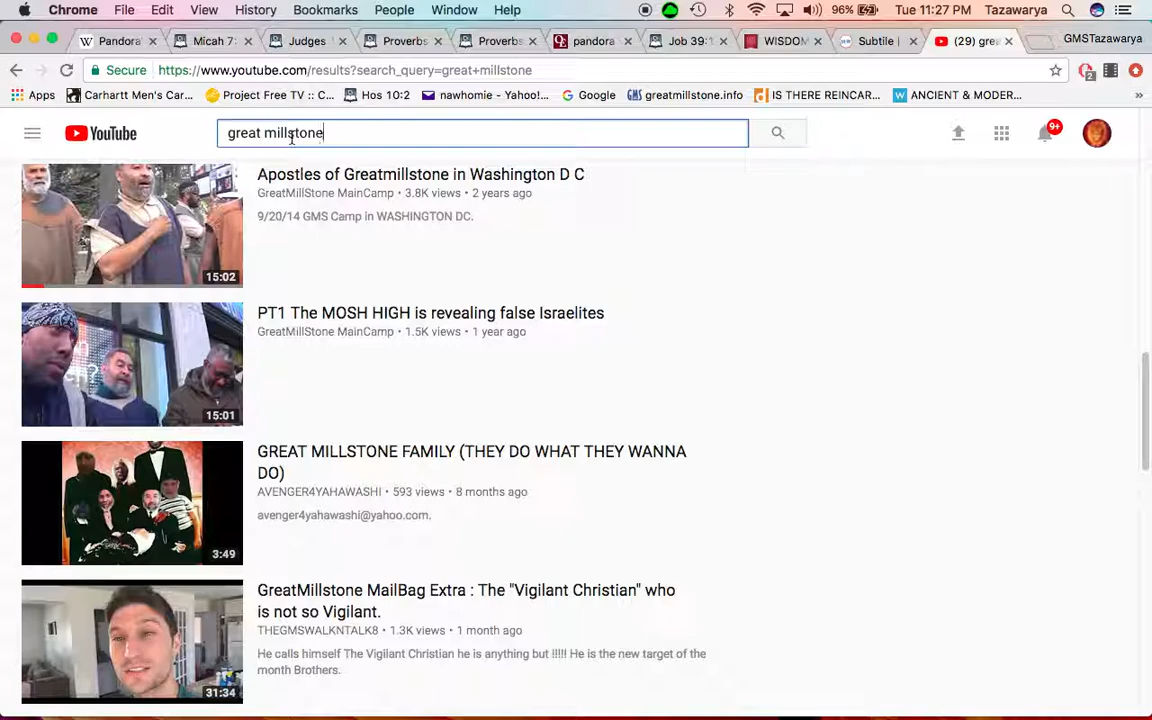 Chrome File Edit View History Bookmarks People Window Help 96% Tue 11:27 PM Tazawarya
Pandora Micah 7: Judges Proverbs Proverbs pandora Job 39:1 WISDOM Subtile | (29) grea GMSTazawarya
Secure https://www.youtube.com/results?search_query=great+millstone 2
Apps Carhartt Men's Car... Project Free TV :: C... Hos 10:2 nawhomie - Yahoo!... Google GMS greatmillstone.info IS THERE REINCAR... ANCIENT & MODER... »
YouTube great millstone 9+
Apostles of Greatmillstone in Washington D C
GreatMillStone MainCamp • 3.8K views • 2 years ago
9/20/14 GMS Camp in WASHINGTON DC.
15:02
PT1 The MOSH HIGH is revealing false Israelites
GreatMillStone MainCamp • 1.5K views • 1 year ago
15:01
GREAT MILLSTONE FAMILY (THEY DO WHAT THEY WANNA
DO)
AVENGER4YAHAWASHI • 593 views • 8 months ago
avenger4yahawashi@yahoo.com.
3:49
GreatMillstone MailBag Extra : The "Vigilant Christian" who
is not so Vigilant.
THEGMSWALKNTALK8 • 1.3K views • 1 month ago
He calls himself The Vigilant Christian he is anything but !!!!! He is the new target of the
month Brothers.
31:34